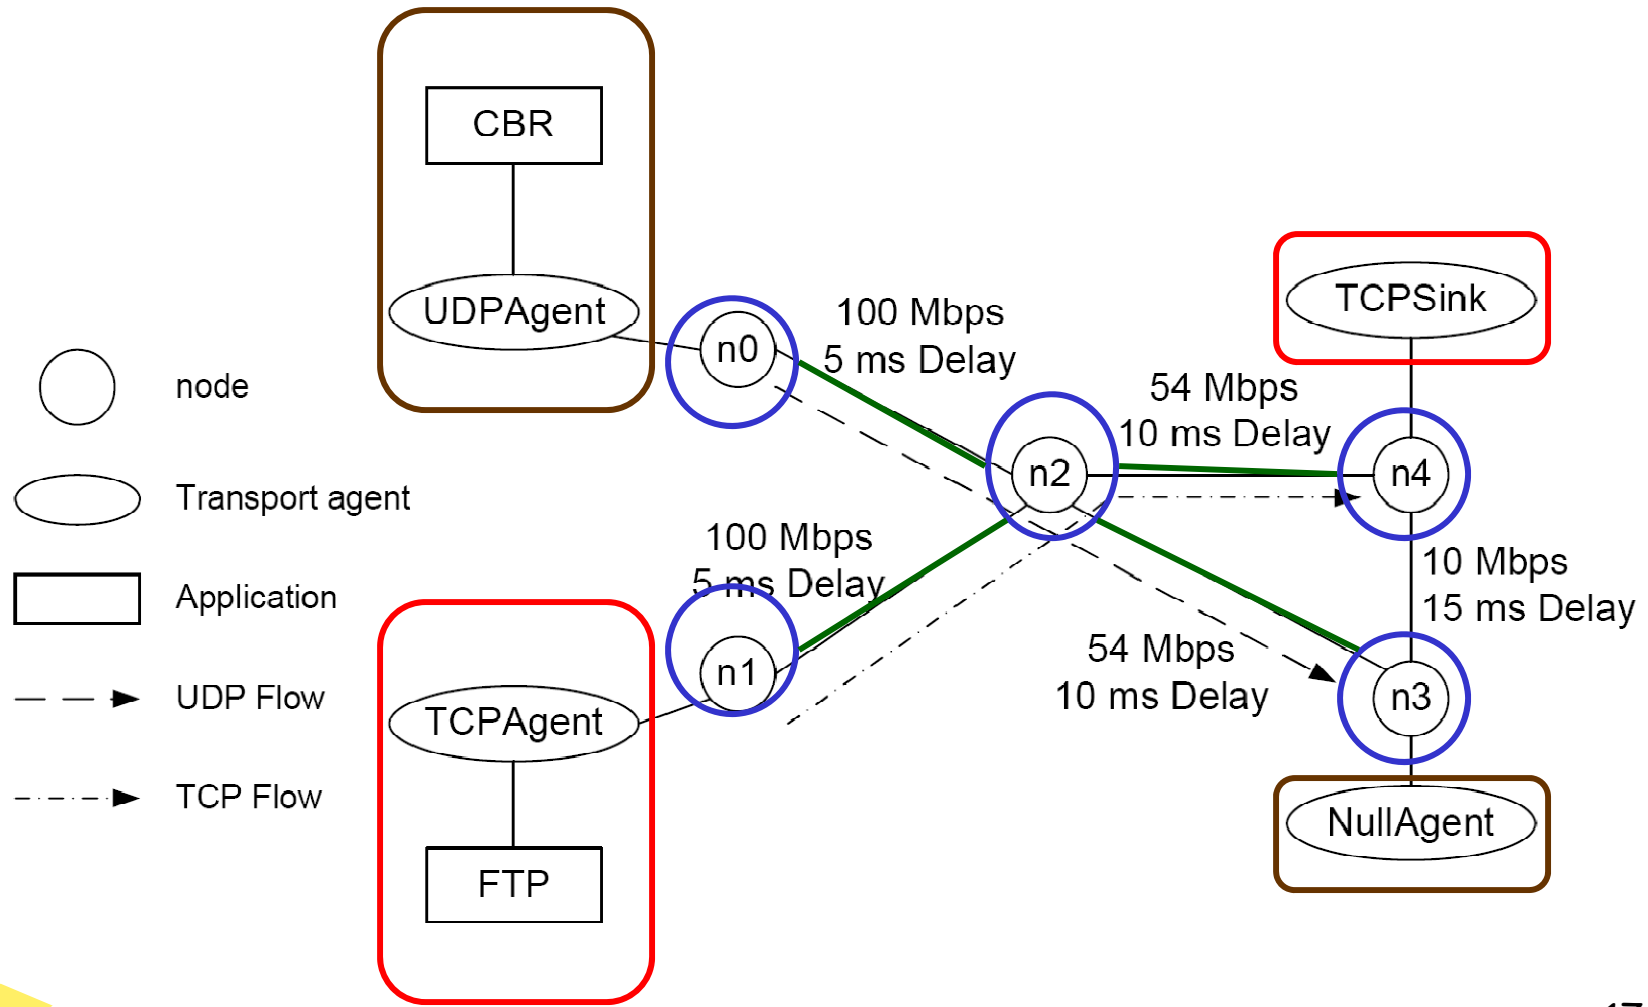 CBR
UDPAgent
n0
100 Mbps
5 ms Delay
TCPSink
node
54 Mbps
10 ms Delay
n2
n4
Transport agent
100 Mbps
5 ms Delay
10 Mbps
15 ms Delay
Application
n1
54 Mbps
10 ms Delay
n3
UDP Flow
TCPAgent
TCP Flow
NullAgent
FTP